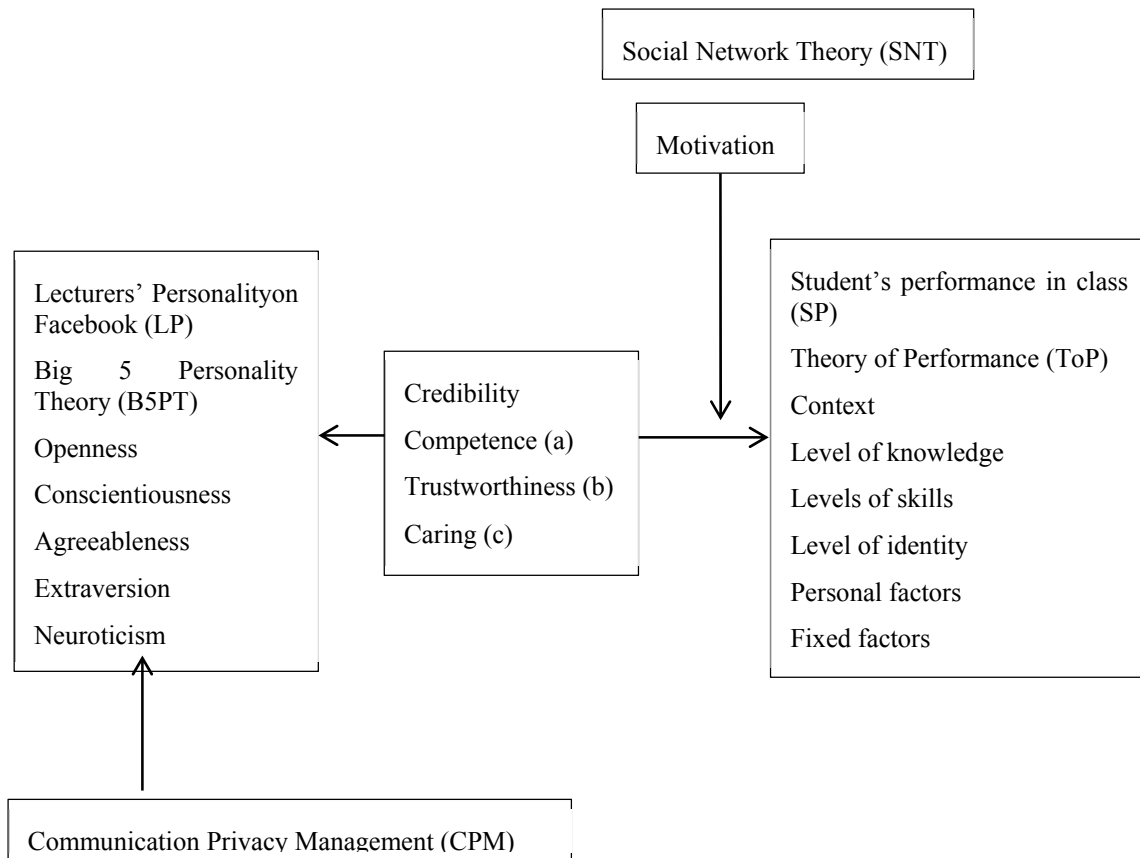 Social Network Theory (SNT)
Motivation
Lecturers’ Personalityon
Facebook (LP)
Big 5 Personality
Theory (B5PT)
Openness
Conscientiousness
Agreeableness
Extraversion
Neuroticism
Credibility
Competence (a)
Trustworthiness (b)
Caring (c)
Student’s performance in class
(SP)
Theory of Performance (ToP)
Context
Level of knowledge
Levels of skills
Level of identity
Personal factors
Fixed factors
Communication Privacy Management (CPM)